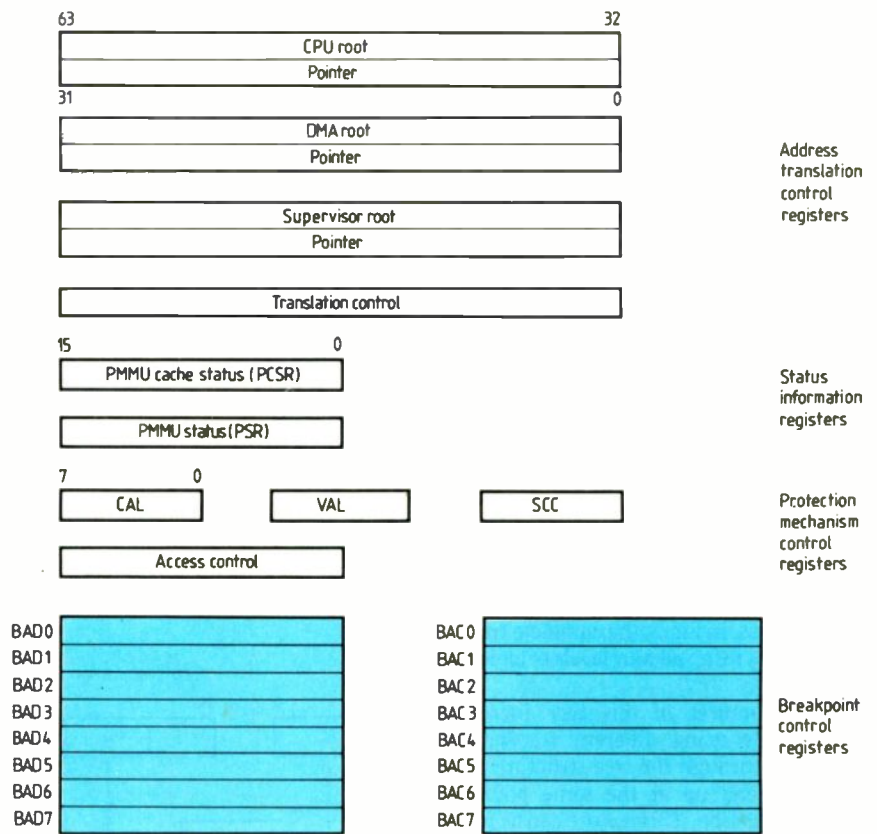 63 32
CPU root
Pointer
31 0
DMA root
Pointer
Supervisor root
Pointer
Translation control
Address
translation
control
registers
15 0
PMMU cache status (PCSR)
PMMU status(PSR)
Status
information
registers
7 0
CAL VAL SCC
Access control
Protection
mechanism
control
registers
BAD0 BAC0
BAD1 BAC1
BAD2 BAC2
BAD3 BAC3
BAD4 BAC4
BAD5 BAC5
BAD6 BAC6
BAD7 BAC7
Breakpoint
control
registers